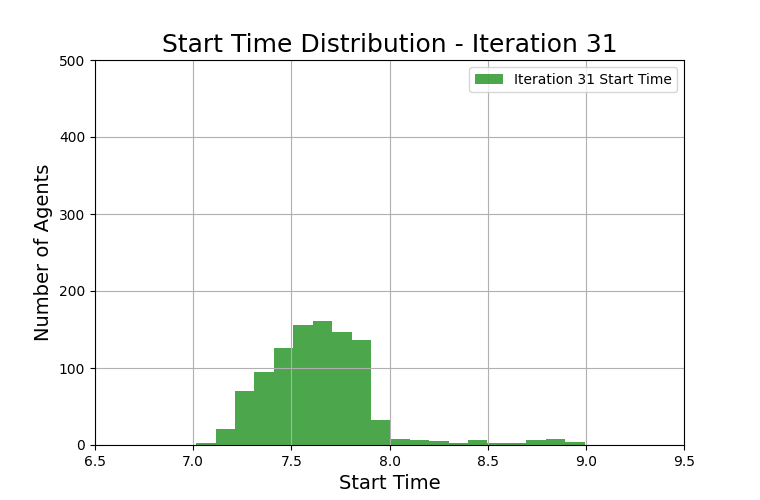 Start Time Distribution - Iteration 31
Iteration 31 Start Time
500
400
300
200
100
0
Number of Agents
6.5 7.0 7.5 8.0 8.5 9.0 9.5
Start Time